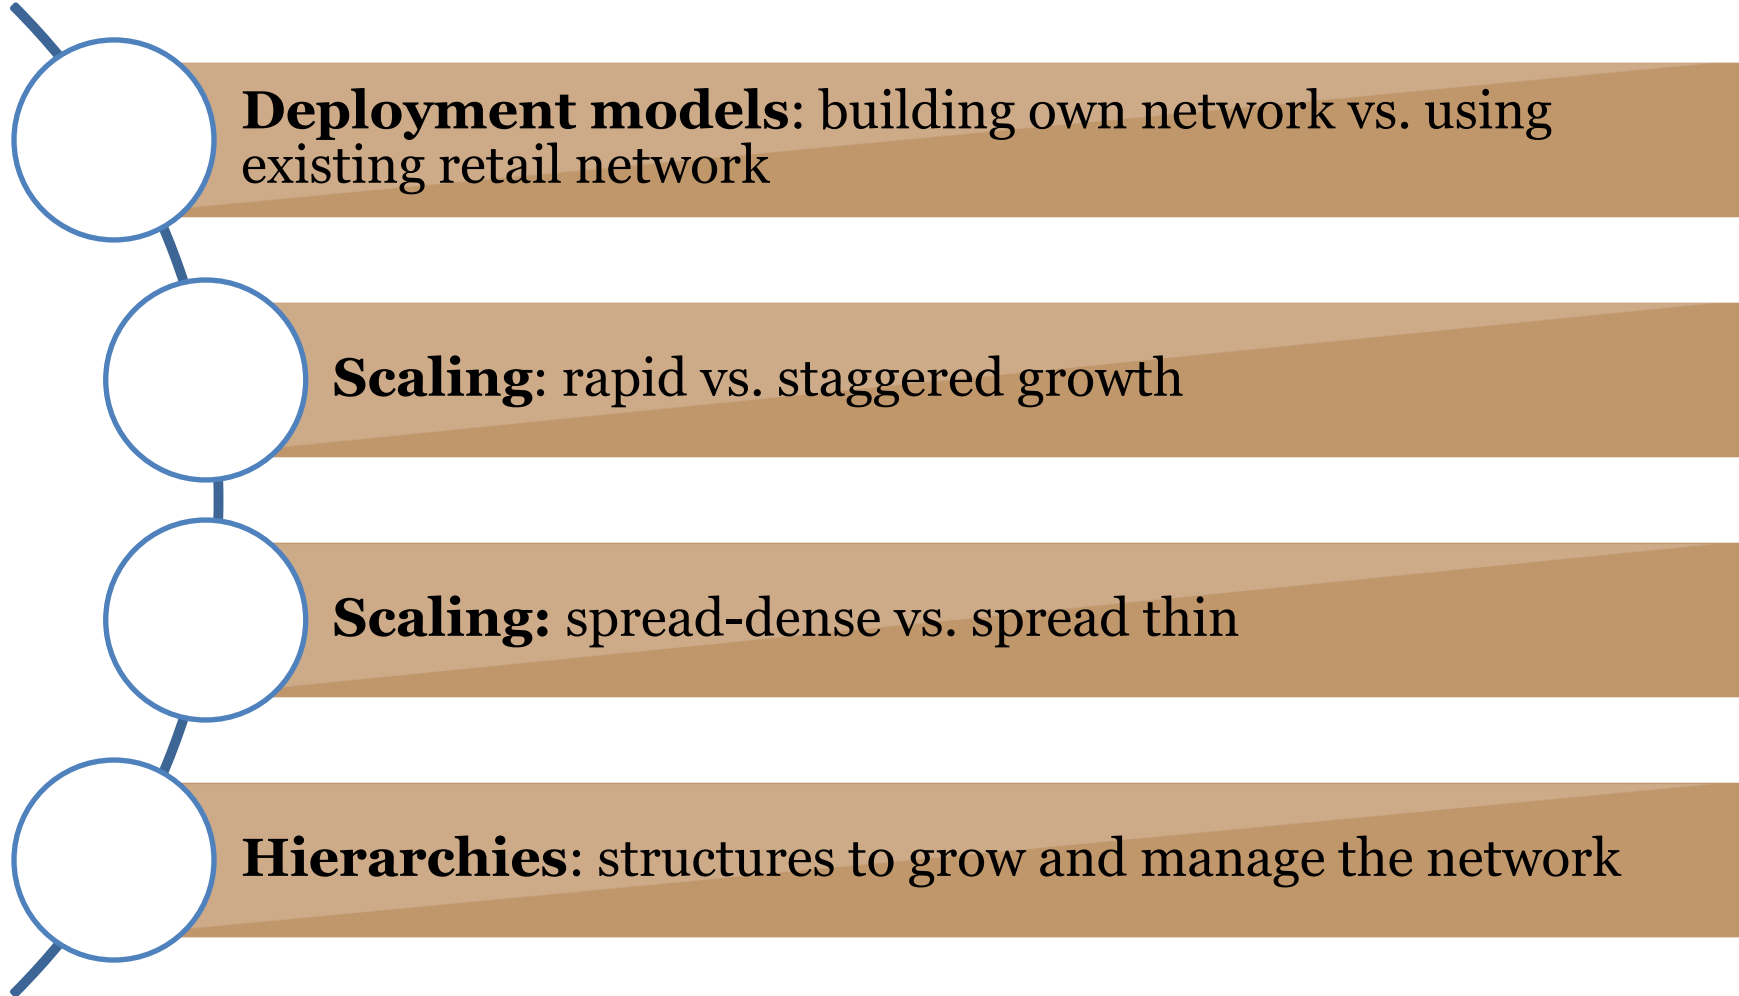 Deployment models: building own network vs. using
existing retail network
Scaling: rapid vs. staggered growth
Scaling: spread-dense vs. spread thin
Hierarchies: structures to grow and manage the network